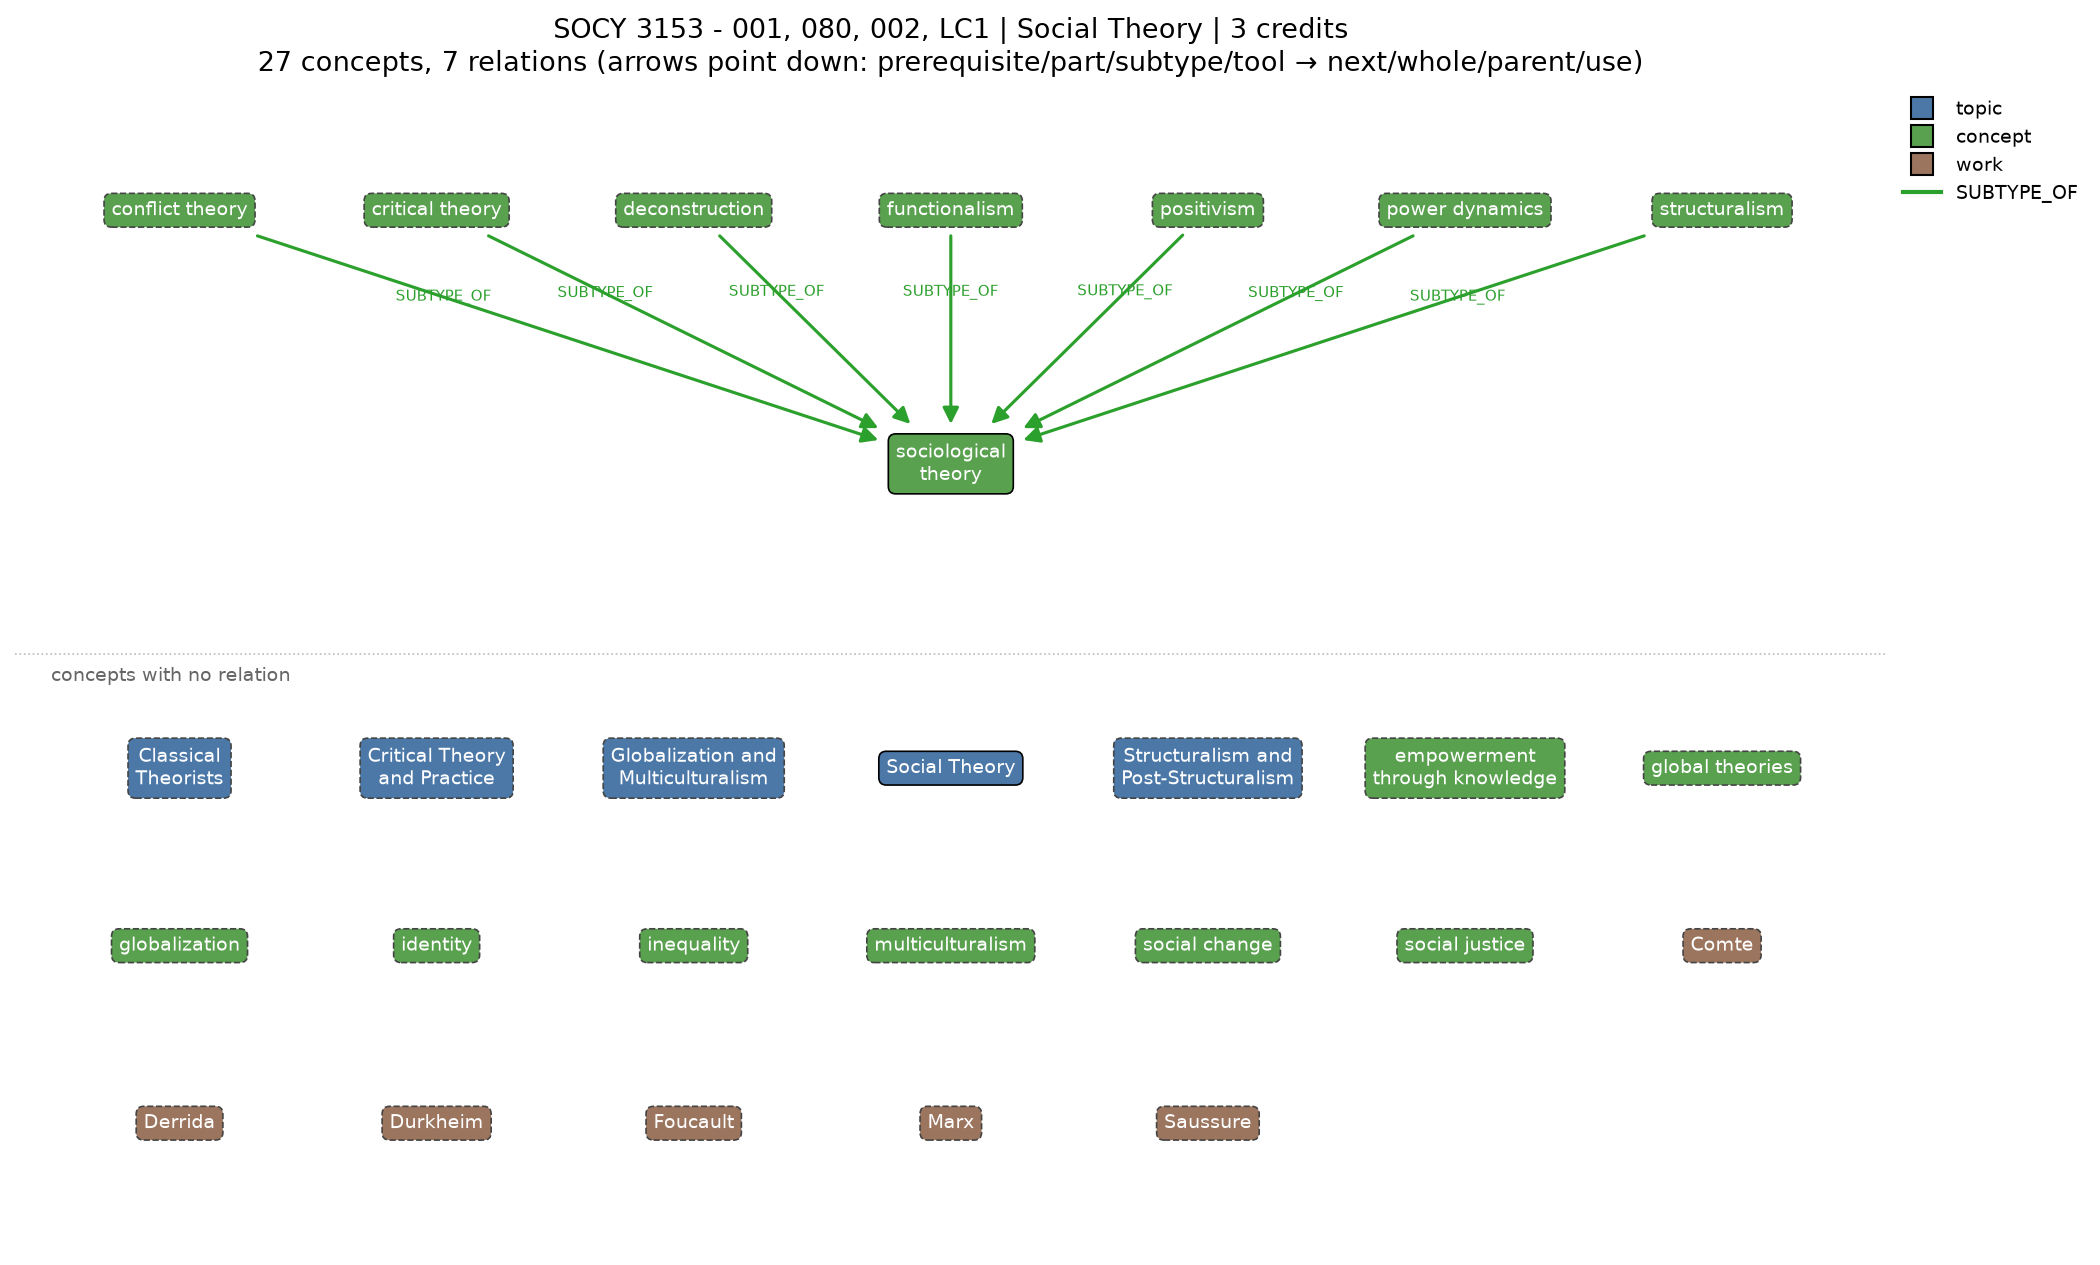 SOCY 3153 - 001, 080, 002, LC1 | Social Theory | 3 credits
27 concepts, 7 relations (arrows point down: prerequisite/part/subtype/tool → next/whole/parent/use)
topic
concept
work
SUBTYPE_OF
conflict theory
critical theory
deconstruction
functionalism
positivism
power dynamics
structuralism
SUBTYPE_OF
SUBTYPE_OF
SUBTYPE_OF
SUBTYPE_OF
SUBTYPE_OF
SUBTYPE_OF
SUBTYPE_OF
sociological
theory
concepts with no relation
Classical
Theorists
Critical Theory
and Practice
Globalization and
Multiculturalism
Social Theory
Structuralism and
Post-Structuralism
empowerment
through knowledge
global theories
globalization
identity
inequality
multiculturalism
social change
social justice
Comte
Derrida
Durkheim
Foucault
Marx
Saussure